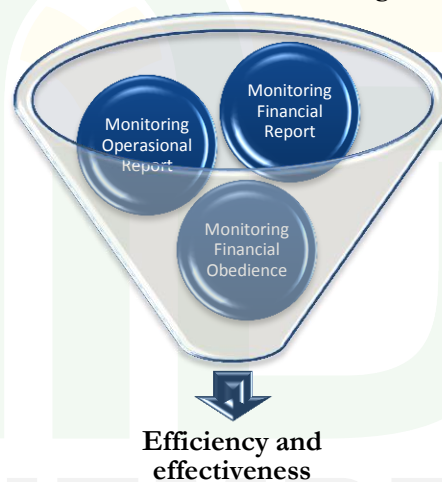 Monitoring
Financial
Report
Monitoring
Operasional
Report
Monitoring
Financial
Obedience
Efficiency and
effectiveness